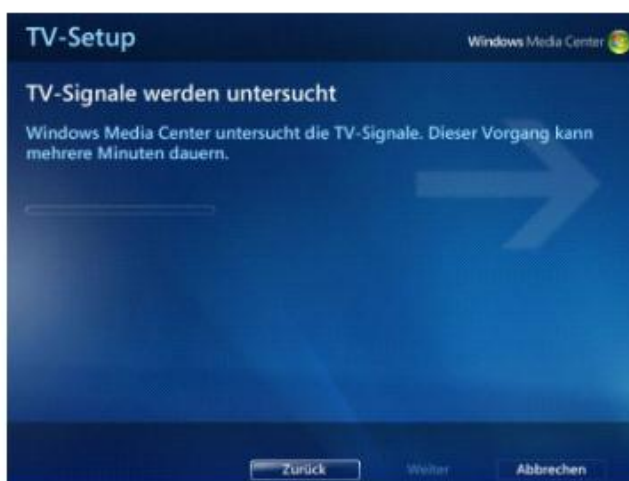 TV-Setup
Windows Media Center
TV-Signale werden untersucht
Windows Media Center untersucht die TV-Signale. Dieser Vorgang kann
mehrere Minuten dauern.
Zurück
Weiter
Abbrechen